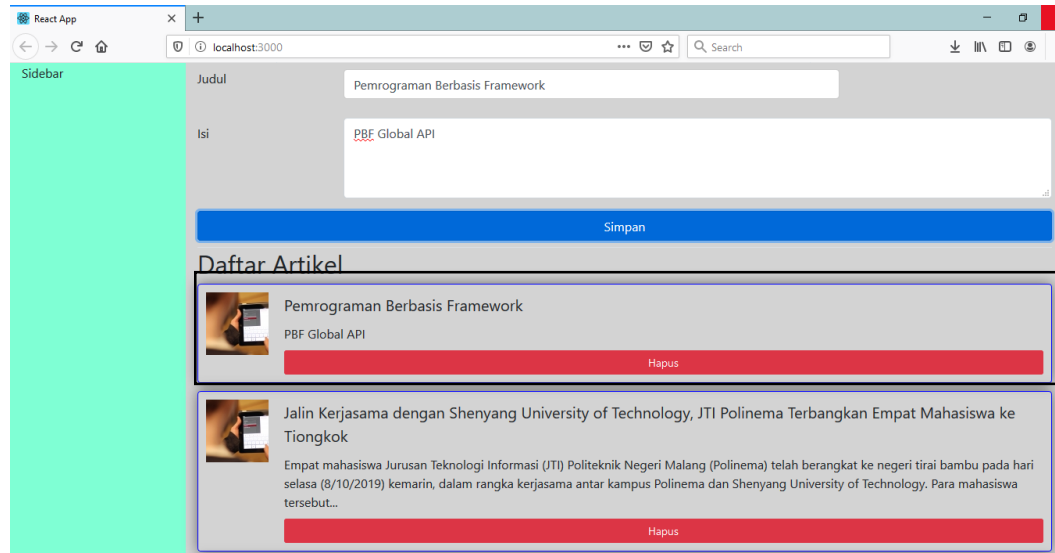 React App
localhost:3000
Search
Sidebar
Judul
Pemrograman Berbasis Framework
Isi
PBF Global API
Simpan
Daftar Artikel
Pemrograman Berbasis Framework
PBF Global API
Hapus
Jalin Kerjasama dengan Shenyang University of Technology, JTI Polinema Terbangkan Empat Mahasiswa ke
Tiongkok
Empat mahasiswa Jurusan Teknologi Informasi (JTI) Politeknik Negeri Malang (Polinema) telah berangkat ke negeri tirai bambu pada hari
selasa (8/10/2019) kemarin, dalam rangka kerjasama antar kampus Polinema dan Shenyang University of Technology. Para mahasiswa
tersebut...
Hapus